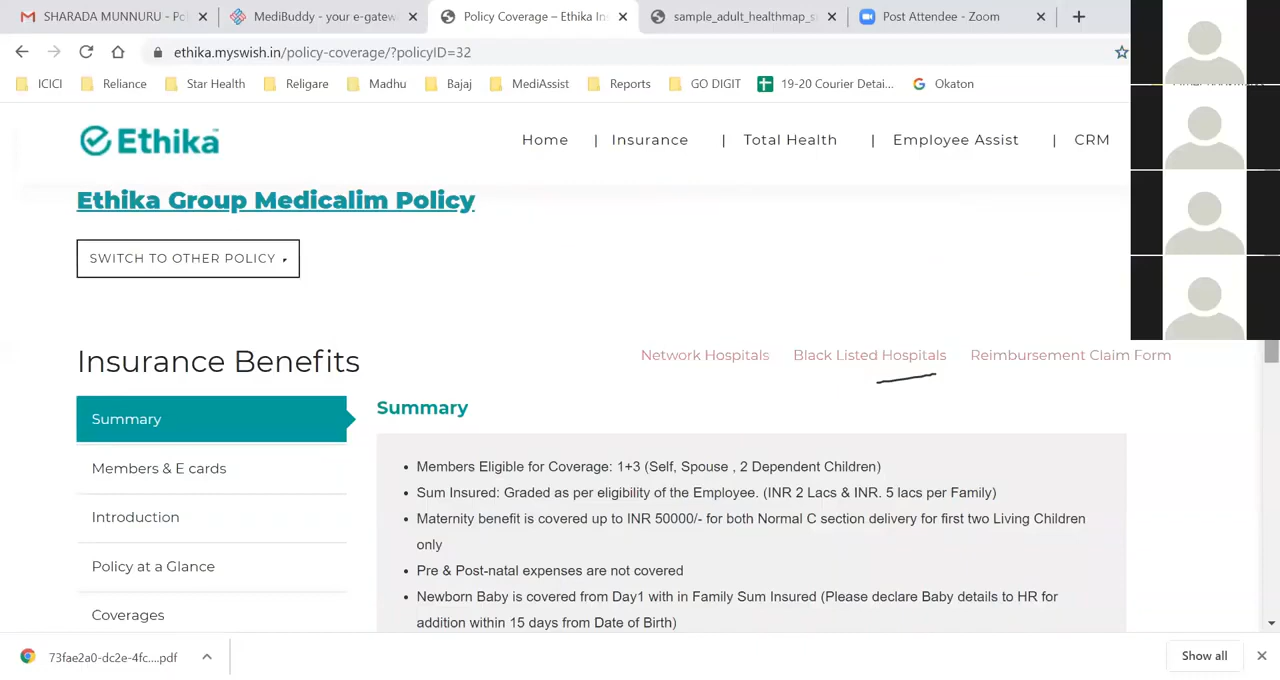 SHARADA MUNNURU - Po
MediBuddy - your e-gatew
Policy Coverage – Ethika In
sample_adult_healthmap_s
Post Attendee - Zoom
ethika.myswish.in/policy-coverage/?policyID=32
ICICI
Reliance
Star Health
Religare
Madhu
Bajaj
MediAssist
Reports
GO DIGIT
19-20 Courier Detai...
Okaton
Ethika
Home | Insurance | Total Health | Employee Assist | CRM
Ethika Group Medicalim Policy
SWITCH TO OTHER POLICY
Insurance Benefits
Network Hospitals
Black Listed Hospitals
Reimbursement Claim Form
Summary
Members & E cards
Introduction
Policy at a Glance
Coverages
Summary
• Members Eligible for Coverage: 1+3 (Self, Spouse , 2 Dependent Children)
• Sum Insured: Graded as per eligibility of the Employee. (INR 2 Lacs & INR. 5 lacs per Family)
• Maternity benefit is covered up to INR 50000/- for both Normal C section delivery for first two Living Children
only
• Pre & Post-natal expenses are not covered
• Newborn Baby is covered from Day1 with in Family Sum Insured (Please declare Baby details to HR for
addition within 15 days from Date of Birth)
73fae2a0-dc2e-4fc....pdf
Show all